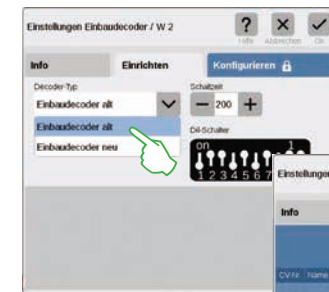 Einstellungen Einbaudecoder / W 2
Hilfe Abbrechen OK
Info Einrichten Konfigurieren
Decoder-Typ Schaltzeit
Einbaudecoder alt 200
Einbaudecoder alt Dil-Schalter
Einbaudecoder neu on 1
1 2 3 4 5 6 7
Einstellungen
Info
CV-Nr. Name